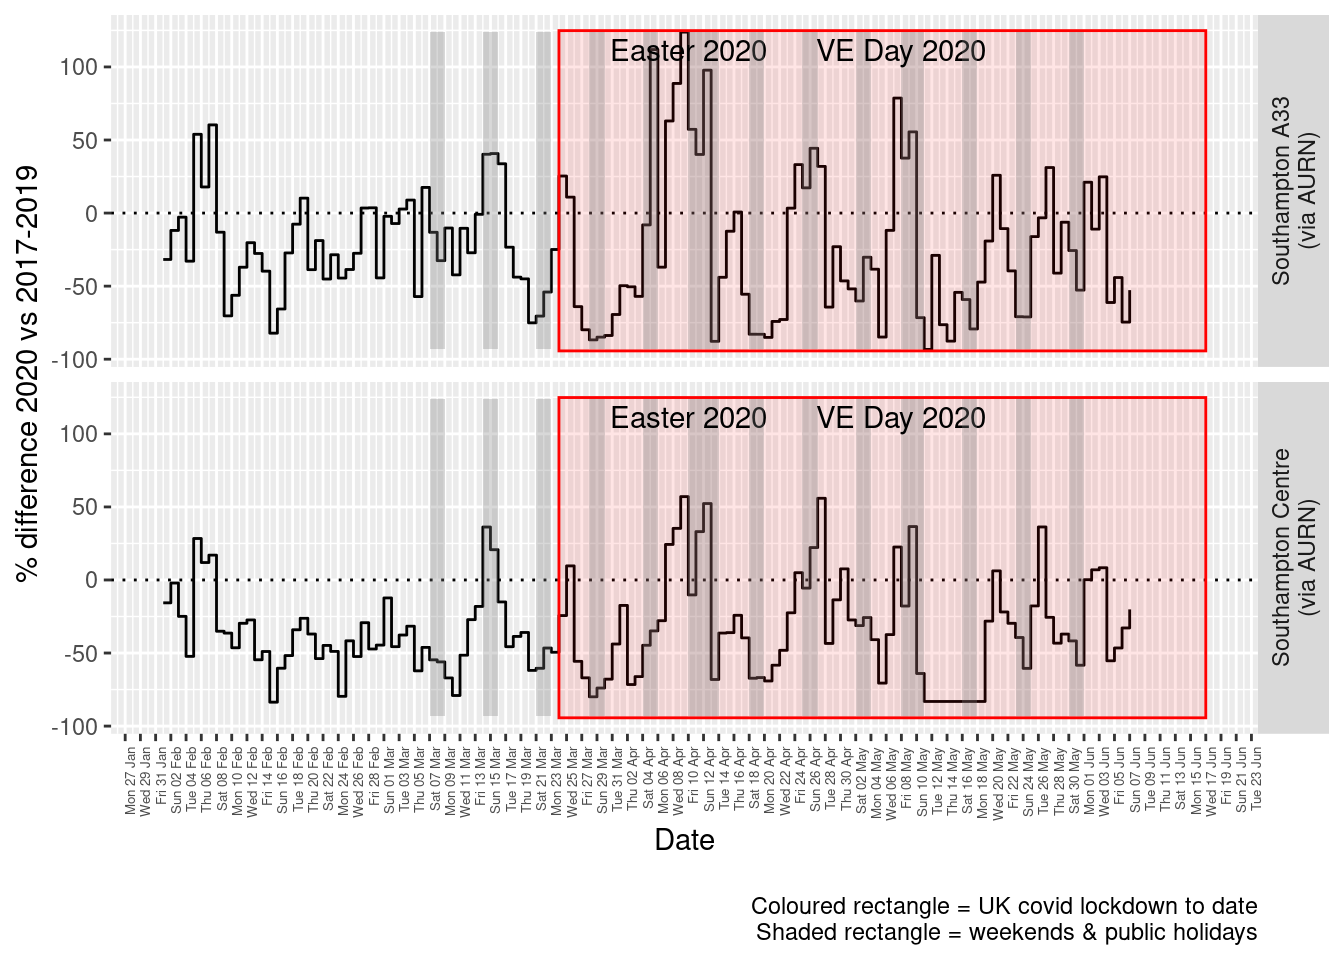 % difference 2020 vs 2017-2019
100
50
0
-50
-100
Easter 2020
VE Day 2020
Southampton A33
(via AURN)
100
50
0
-50
-100
Easter 2020
VE Day 2020
Southampton Centre
(via AURN)
Mon 27 Jan
Wed 29 Jan
Fri 31 Jan
Sun 02 Feb
Tue 04 Feb
Thu 06 Feb
Sat 08 Feb
Mon 10 Feb
Wed 12 Feb
Fri 14 Feb
Sun 16 Feb
Tue 18 Feb
Thu 20 Feb
Sat 22 Feb
Mon 24 Feb
Wed 26 Feb
Fri 28 Feb
Sun 01 Mar
Tue 03 Mar
Thu 05 Mar
Sat 07 Mar
Mon 09 Mar
Wed 11 Mar
Fri 13 Mar
Sun 15 Mar
Tue 17 Mar
Thu 19 Mar
Sat 21 Mar
Mon 23 Mar
Wed 25 Mar
Fri 27 Mar
Sun 29 Mar
Tue 31 Mar
Thu 02 Apr
Sat 04 Apr
Mon 06 Apr
Wed 08 Apr
Fri 10 Apr
Sun 12 Apr
Tue 14 Apr
Thu 16 Apr
Sat 18 Apr
Mon 20 Apr
Wed 22 Apr
Fri 24 Apr
Sun 26 Apr
Tue 28 Apr
Thu 30 Apr
Sat 02 May
Mon 04 May
Wed 06 May
Fri 08 May
Sun 10 May
Tue 12 May
Thu 14 May
Sat 16 May
Mon 18 May
Wed 20 May
Fri 22 May
Sun 24 May
Tue 26 May
Thu 28 May
Sat 30 May
Mon 01 Jun
Wed 03 Jun
Fri 05 Jun
Sun 07 Jun
Tue 09 Jun
Thu 11 Jun
Sat 13 Jun
Mon 15 Jun
Wed 17 Jun
Fri 19 Jun
Sun 21 Jun
Tue 23 Jun
Date
Coloured rectangle = UK covid lockdown to date
Shaded rectangle = weekends & public holidays